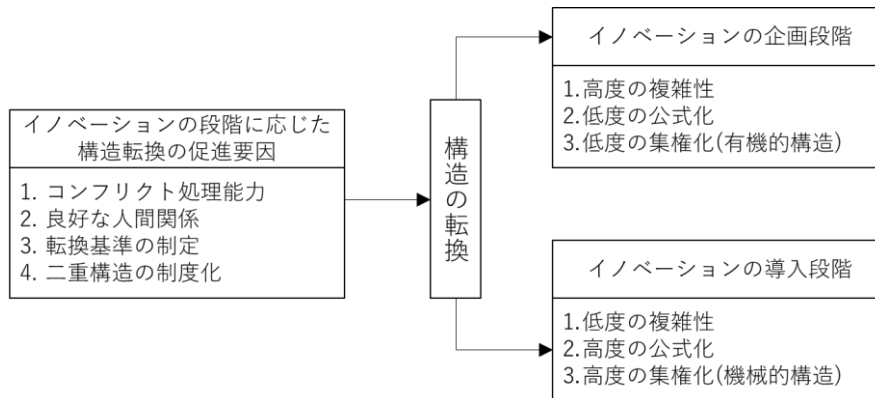 イノベーションの段階に応じた
構造転換の促進要因
1. コンフリクト処理能力
2. 良好な人間関係
3. 転換基準の制定
4. 二重構造の制度化
構造の転換
イノベーションの企画段階
1.高度の複雑性
2.低度の公式化
3.低度の集権化(有機的構造)
イノベーションの導入段階
1.低度の複雑性
2.高度の公式化
3.高度の集権化(機械的構造)